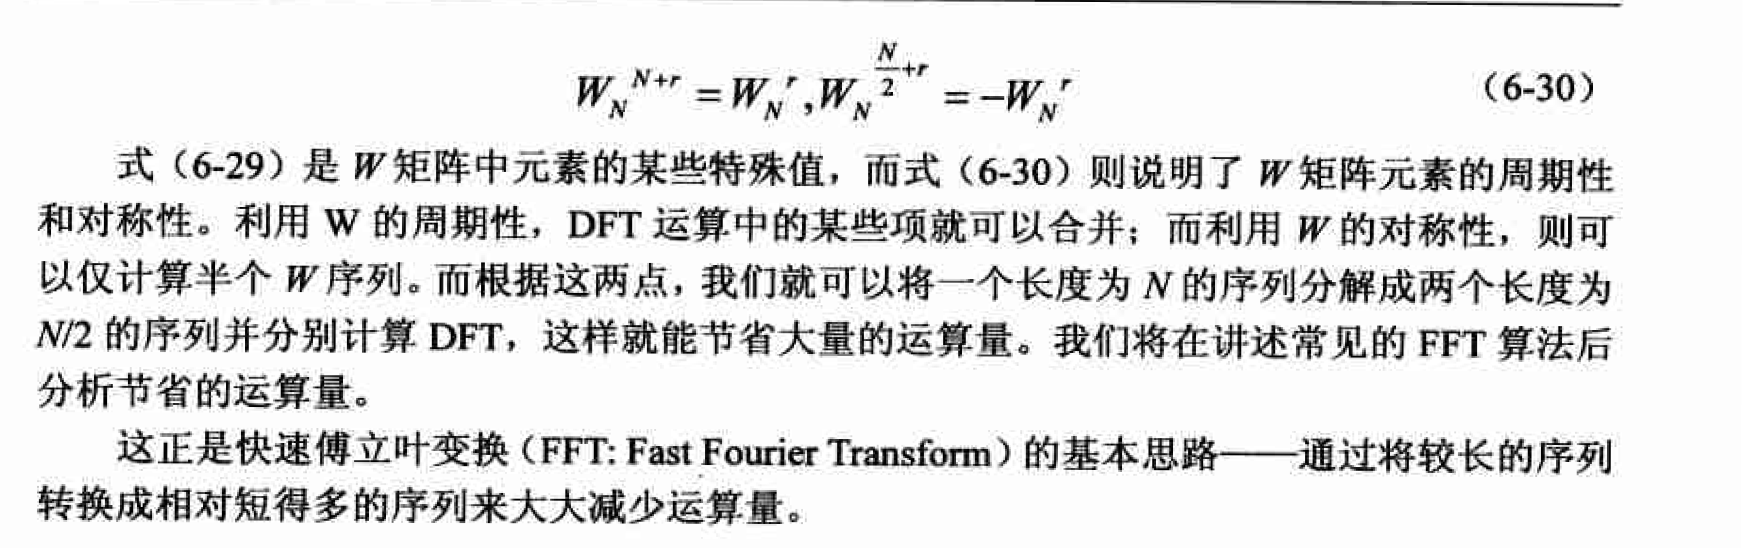 W_N^{N+r} = W_N^r, W_N^{\frac{N}{2}+r} = -W_N^r （6-30）
式（6-29）是 W 矩阵中元素的某些特殊值，而式（6-30）则说明了 W 矩阵元素的周期性
和对称性。利用 W 的周期性，DFT 运算中的某些项就可以合并；而利用 W 的对称性，则可
以仅计算半个 W 序列。而根据这两点，我们就可以将一个长度为 N 的序列分解成两个长度为
N/2 的序列并分别计算 DFT，这样就能节省大量的运算量。我们将在讲述常见的 FFT 算法后
分析节省的运算量。
这正是快速傅立叶变换（FFT: Fast Fourier Transform）的基本思路——通过将较长的序列
转换成相对短得多的序列来大大减少运算量。